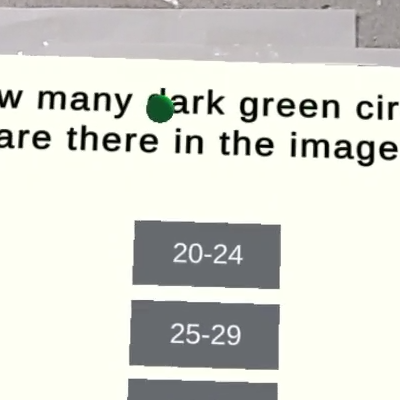 w many dark green cir
are there in the image
20-24
25-29